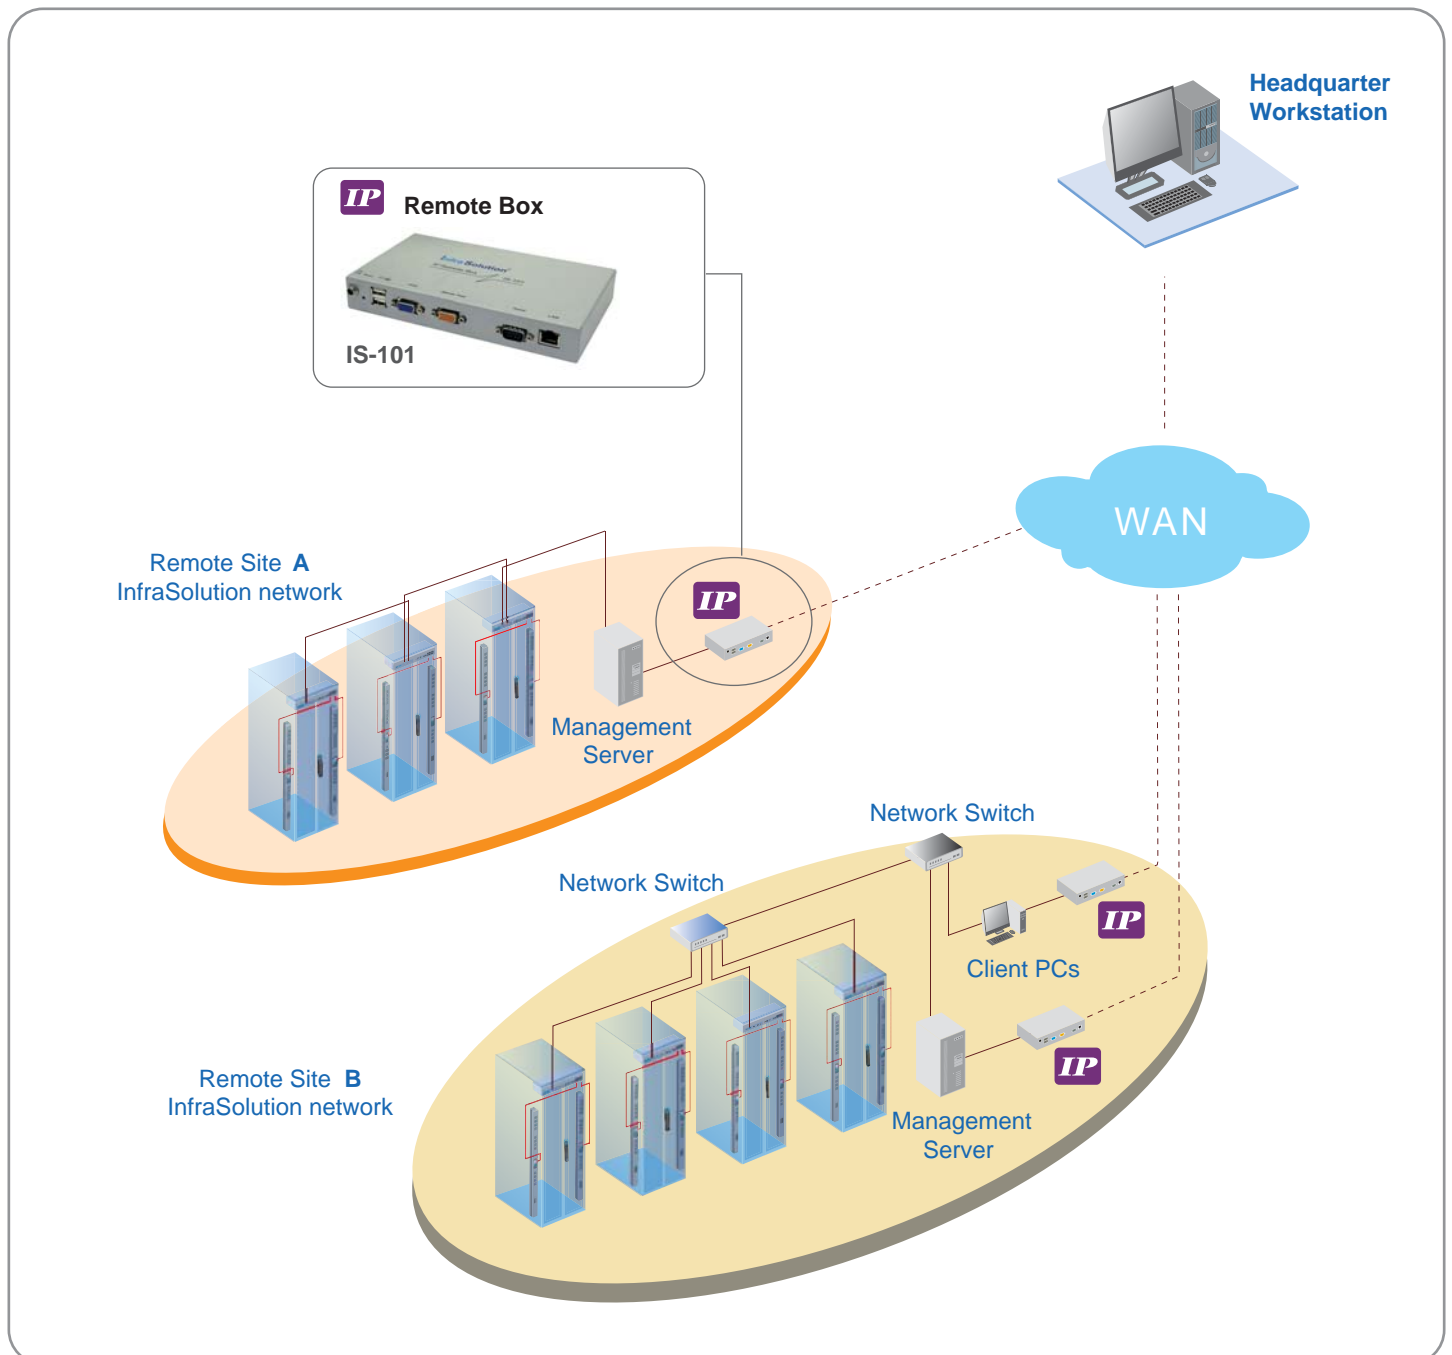 Headquarter
Workstation
IP Remote Box
InfraSolution
IS-101
WAN
Remote Site A
InfraSolution network
IP
Management
Server
Network Switch
Network Switch
IP
Client PCs
IP
Remote Site B
InfraSolution network
Management
Server